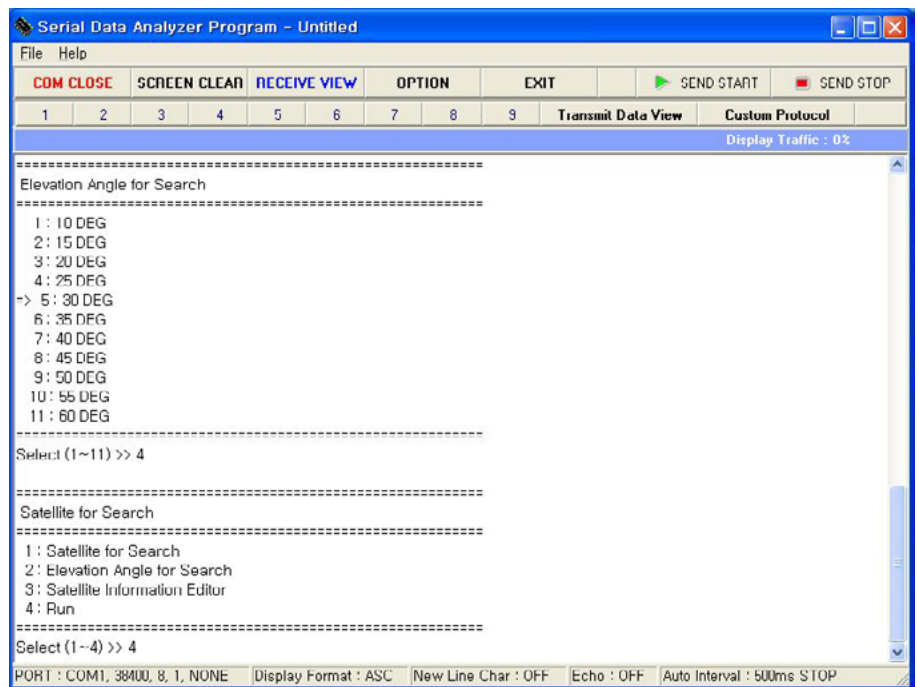 Serial Data Analyzer Program - Untitled
File Help
COM CLOSE SCREEN CLEAR RECEIVE VIEW OPTION EXIT SEND START SEND STOP
1 2 3 4 5 6 7 8 9 Transmit Data View Custom Protocol
Display Traffic : 0%
============================================================
Elevation Angle for Search
============================================================
1 : 10 DEG
2 : 15 DEG
3 : 20 DEG
4 : 25 DEG
=> 5 : 30 DEG
6 : 35 DEG
7 : 40 DEG
8 : 45 DEG
9 : 50 DEG
10 : 55 DEG
11 : 60 DEG
============================================================
Select (1~11) >> 4
============================================================
Satellite for Search
============================================================
1 : Satellite for Search
2 : Elevation Angle for Search
3 : Satellite Information Editor
4 : Run
============================================================
Select (1~4) >> 4
PORT : COM1, 38400, 8, 1, NONE Display Format : ASC New Line Char : OFF Echo : OFF Auto Interval : 500ms STOP